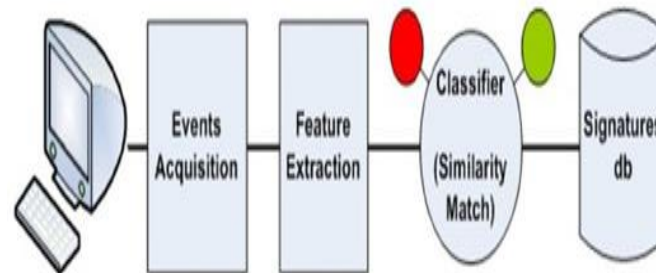 Events
Acquisition
Feature
Extraction
Classifier
(Similarity
Match)
Signatures
db